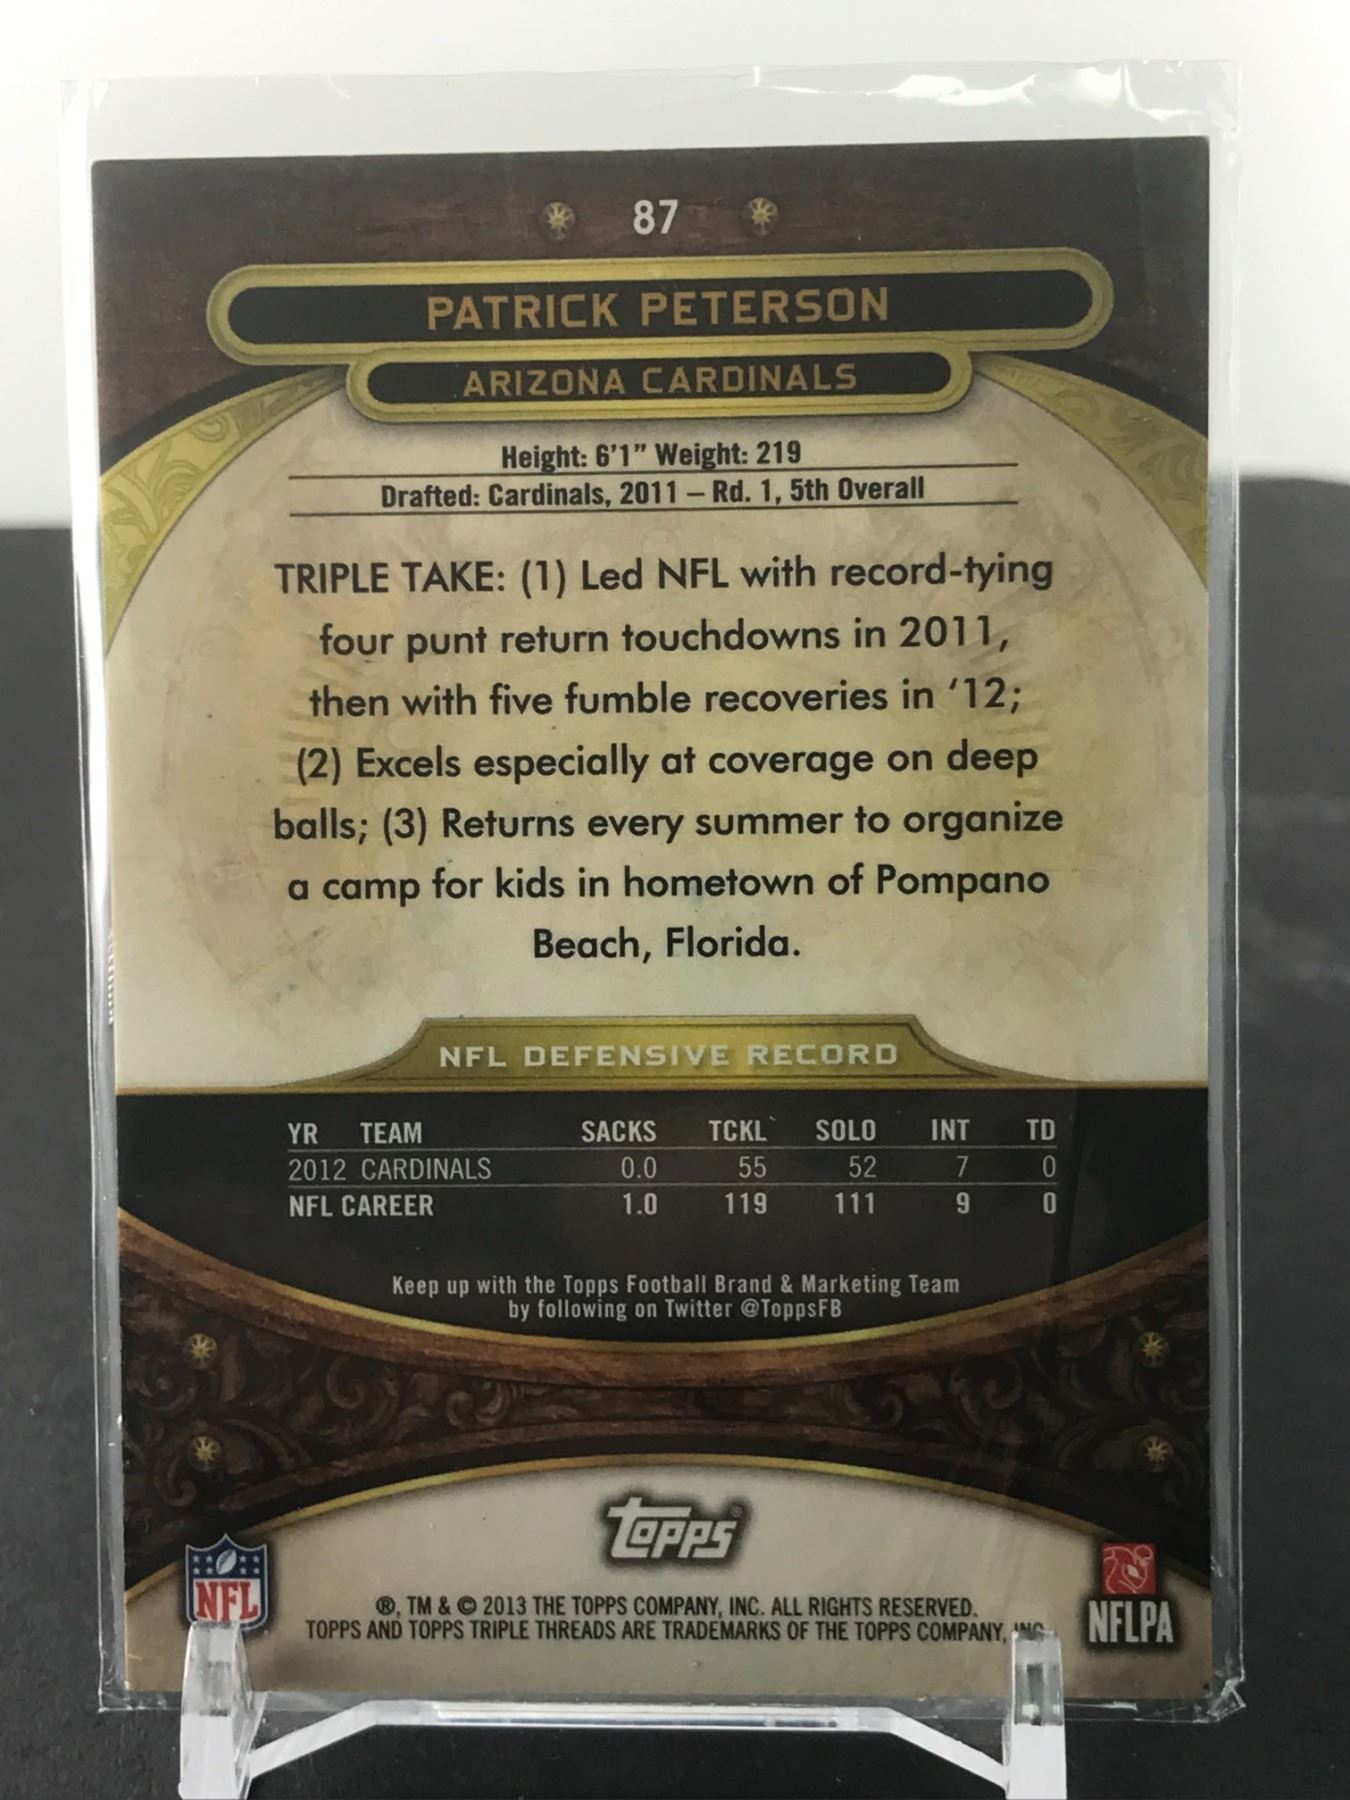 87
PATRICK PETERSON
ARIZONA CARDINALS
Height: 6'1” Weight: 219
Drafted: Cardinals, 2011 – Rd. 1, 5th Overall
TRIPLE TAKE: (1) Led NFL with record-tying
four punt return touchdowns in 2011,
then with five fumble recoveries in ‘12;
(2) Excels especially at coverage on deep
balls; (3) Returns every summer to organize
a camp for kids in hometown of Pompano
Beach, Florida.
NFL DEFENSIVE RECORD
YR TEAM SACKS TCKL SOLO INT TD
2012 CARDINALS 0.0 55 52 7 0
NFL CAREER 1.0 119 111 9 0
Keep up with the Topps Football Brand & Marketing Team
by following on Twitter @ToppsFB
topps®
NFL
®, TM & © 2013 THE TOPPS COMPANY, INC. ALL RIGHTS RESERVED.
TOPPS AND TOPPS TRIPLE THREADS ARE TRADEMARKS OF THE TOPPS COMPANY, INC.
NFLPA